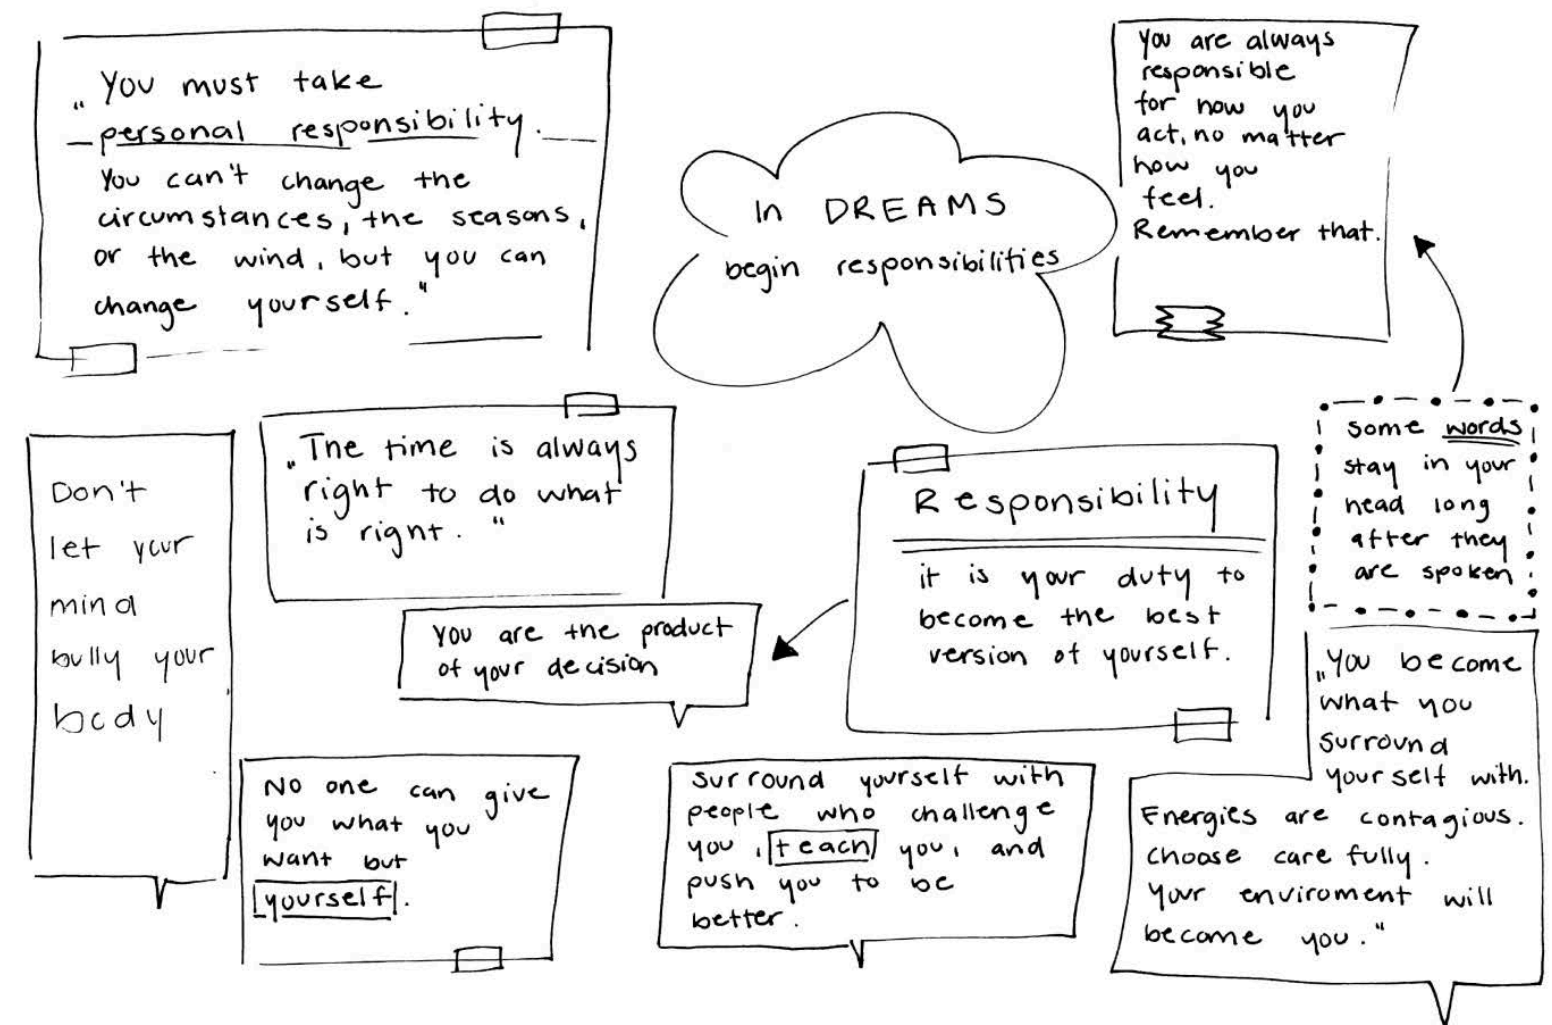 „You must take
personal responsibility.
You can't change the
circumstances, the seasons,
or the wind, but you can
change yourself."
In DREAMS
begin responsibilities
You are always
responsible
for how you
act, no matter
how you
feel.
Remember that.
Don't
let your
mind
bully your
body
„The time is always
right to do what
is right."
You are the product
of your decision
Responsibility
it is your duty to
become the best
version of yourself.
some words
stay in your
head long
after they
are spoken
„You become
what you
surround
yourself with.
Energies are contagious.
Choose carefully.
Your enviroment will
become you."
No one can give
you what you
want but
yourself.
Surround yourself with
people who challenge
you, teach you, and
push you to be
better.